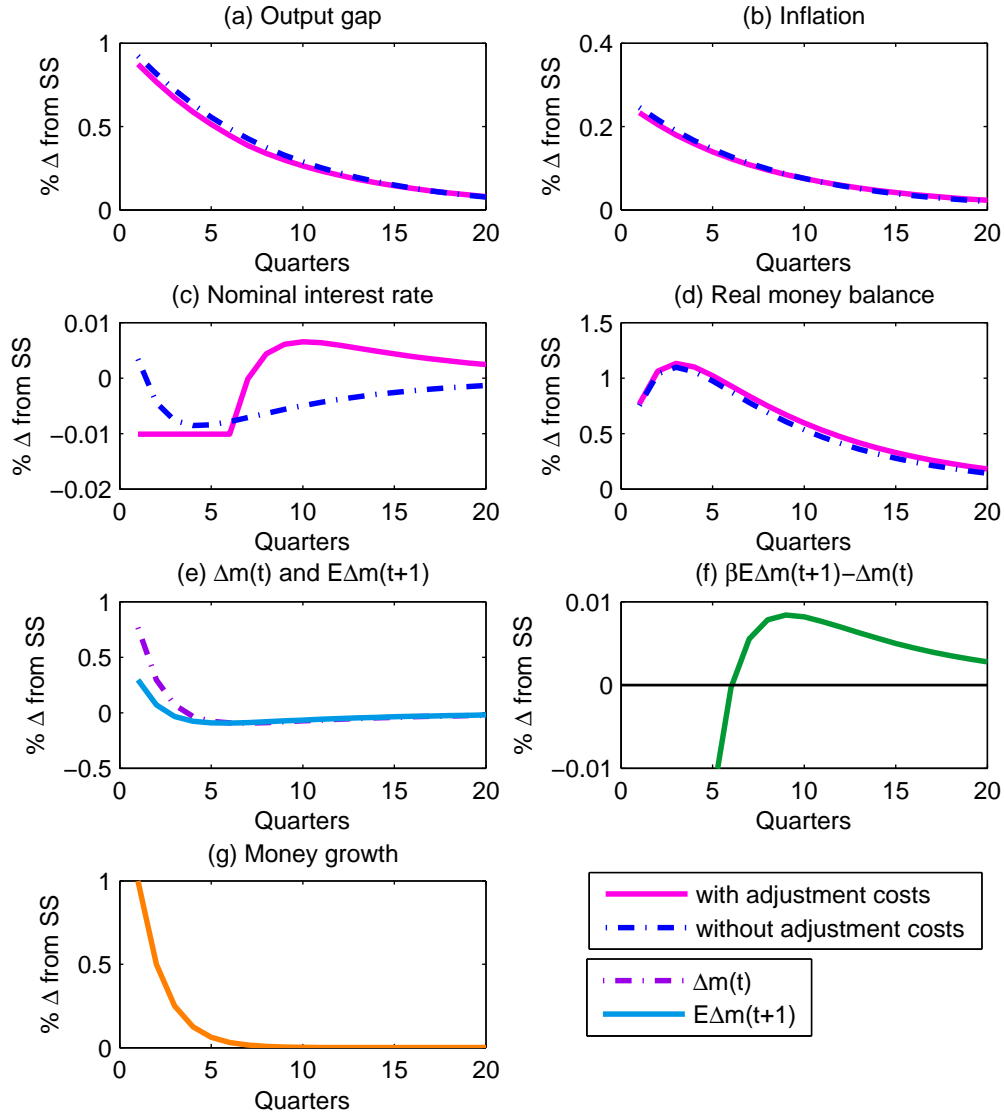 (a) Output gap
% Δ from SS
1
0.5
0
0 5 10 15 20
Quarters
(b) Inflation
% Δ from SS
0.4
0.2
0
0 5 10 15 20
Quarters
(c) Nominal interest rate
% Δ from SS
0.01
0
−0.01
−0.02
0 5 10 15 20
Quarters
(d) Real money balance
% Δ from SS
1.5
1
0.5
0
0 5 10 15 20
Quarters
(e) Δm(t) and EΔm(t+1)
% Δ from SS
1
0.5
0
−0.5
0 5 10 15 20
Quarters
(f) βEΔm(t+1)−Δm(t)
% Δ from SS
0.01
0
−0.01
0 5 10 15 20
Quarters
(g) Money growth
% Δ from SS
1
0.5
0
0 5 10 15 20
Quarters
with adjustment costs
without adjustment costs
Δm(t)
EΔm(t+1)